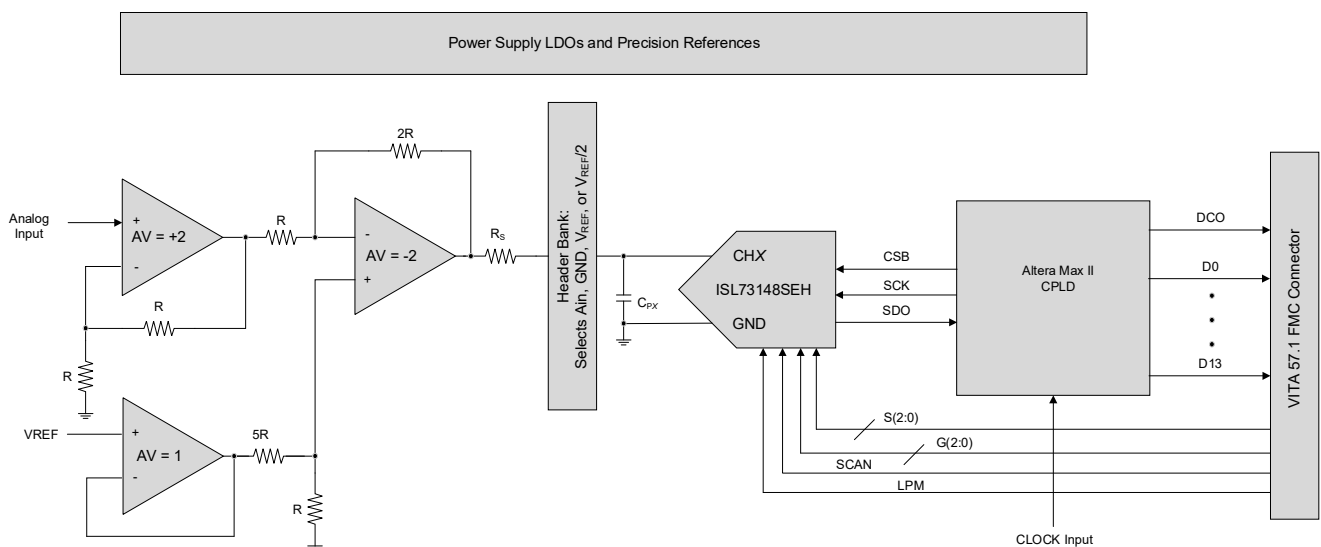 Power Supply LDOs and Precision References
2R
Analog
Input
+
AV = +2
-
R
R
R
-
AV = -2
+
RS
Header Bank:
Selects Ain, GND, VREF, or VREF/2
CPX
CHX
ISL73148SEH
GND
CSB
SCK
SDO
Altera Max II
CPLD
DCO
D0
D13
VITA 57.1 FMC Connector
VREF
+
AV = 1
-
5R
R
S(2:0)
G(2:0)
SCAN
LPM
CLOCK Input